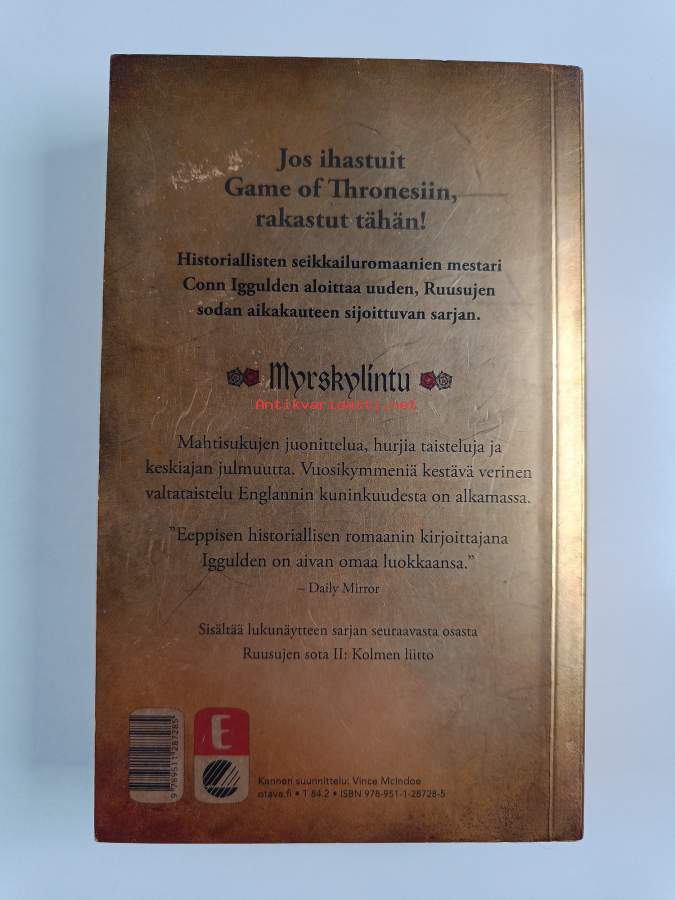 Jos ihastuit
Game of Thronesiin,
rakastut tähän!
Historiallisten seikkailuromaanien mestari
Conn Iggulden aloittaa uuden, Ruusujen
sodan aikakauteen sijoittuvan sarjan.
Myrskylintu
Antikvariaatti.net
Mahtisukujen juonittelua, hurjia taisteluja ja
keskiajan julmuutta. Vuosikymmeniä kestävä verinen
valtataistelu Englannin kuninkuudesta on alkamassa.
”Eeppisen historiallisen romaanin kirjoittajana
Iggulden on aivan omaa luokkaansa.”
– Daily Mirror
Sisältää lukunäytteen sarjan seuraavasta osasta
Ruusujen sota II: Kolmen liitto
9 789511 287285
E
Kannen suunnittelu: Vince McIndoe
otava.fi • T 84.2 • ISBN 978-951-1-28728-5